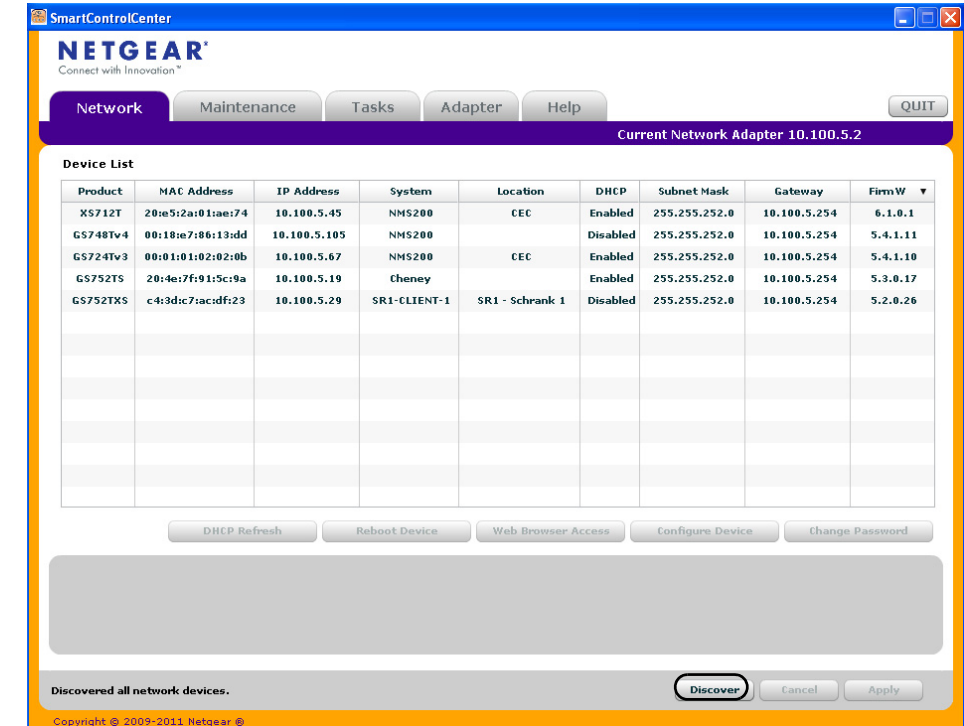 SmartControlCenter
NETGEAR®
Connect with Innovation™
Network Maintenance Tasks Adapter Help QUIT
Current Network Adapter 10.100.5.2
Device List
Product MAC Address IP Address System Location DHCP Subnet Mask Gateway FirmW ▼
XS712T 20:e5:2a:01:ae:74 10.100.5.45 NMS200 CEC Enabled 255.255.252.0 10.100.5.254 6.1.0.1
GS748Tv4 00:18:e7:86:13:dd 10.100.5.105 NMS200 Disabled 255.255.252.0 10.100.5.254 5.4.1.11
GS724Tv3 00:01:01:02:02:0b 10.100.5.67 NMS200 CEC Enabled 255.255.252.0 10.100.5.254 5.4.1.10
GS752TS 20:4e:7f:91:5c:9a 10.100.5.19 Cheney Enabled 255.255.252.0 10.100.5.254 5.3.0.17
GS752TXS c4:3d:c7:ac:df:23 10.100.5.29 SR1-CLIENT-1 SR1 - Schrank 1 Disabled 255.255.252.0 10.100.5.254 5.2.0.26
DHCP Refresh Reboot Device Web Browser Access Configure Device Change Password
Discovered all network devices. Discover Cancel Apply
Copyright © 2009-2011 Netgear ®